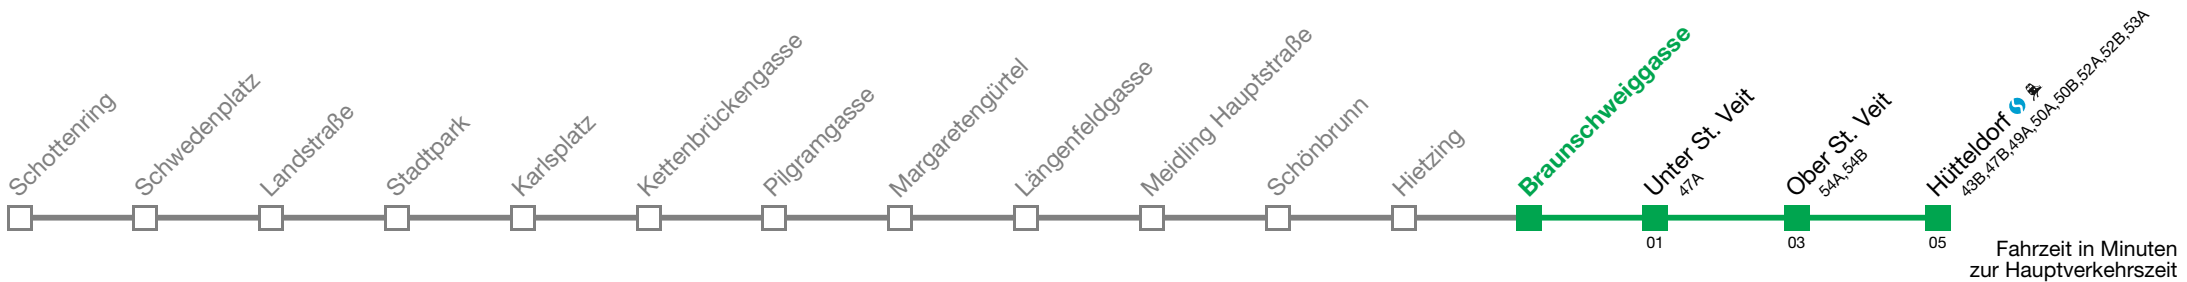 Schottenring
Schwedenplatz
Landstraße
Stadtpark
Karlsplatz
Kettenbrückengasse
Pilgramgasse
Margaretengürtel
Längenfeldgasse
Meidling Hauptstraße
Schönbrunn
Hietzing
Braunschweiggasse
Unter St. Veit
47A
Ober St. Veit
54A,54B
Hütteldorf
43B,47B,49A,50A,50B,52A,52B,53A
01
03
05
Fahrzeit in Minuten
zur Hauptverkehrszeit